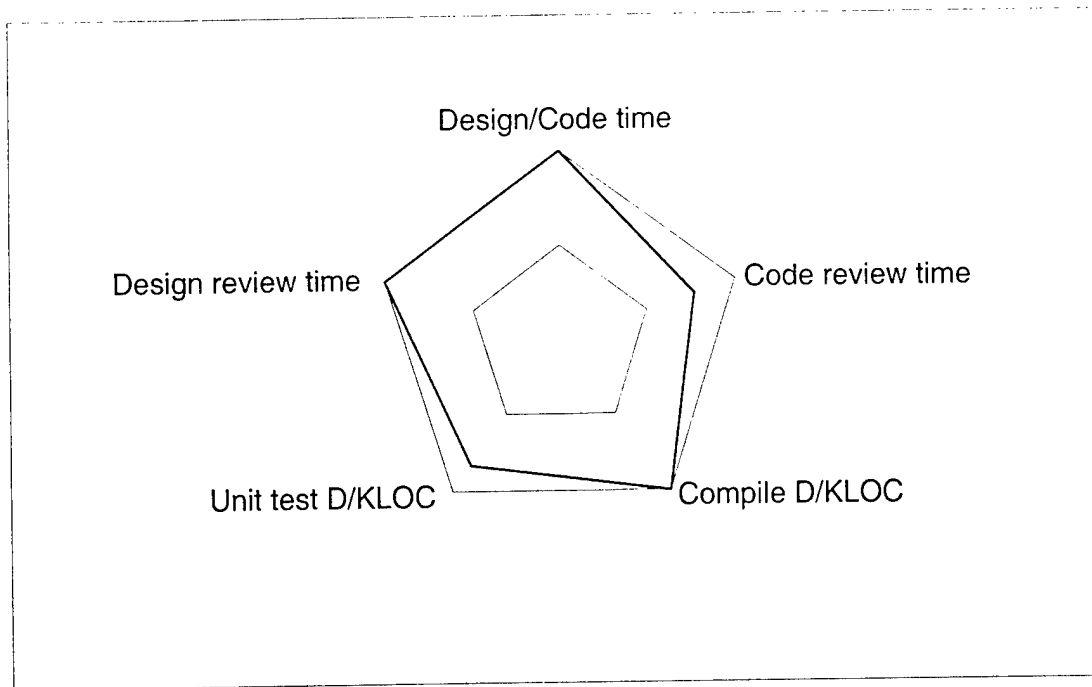 Design/Code time
Design review time
Code review time
Unit test D/KLOC
Compile D/KLOC